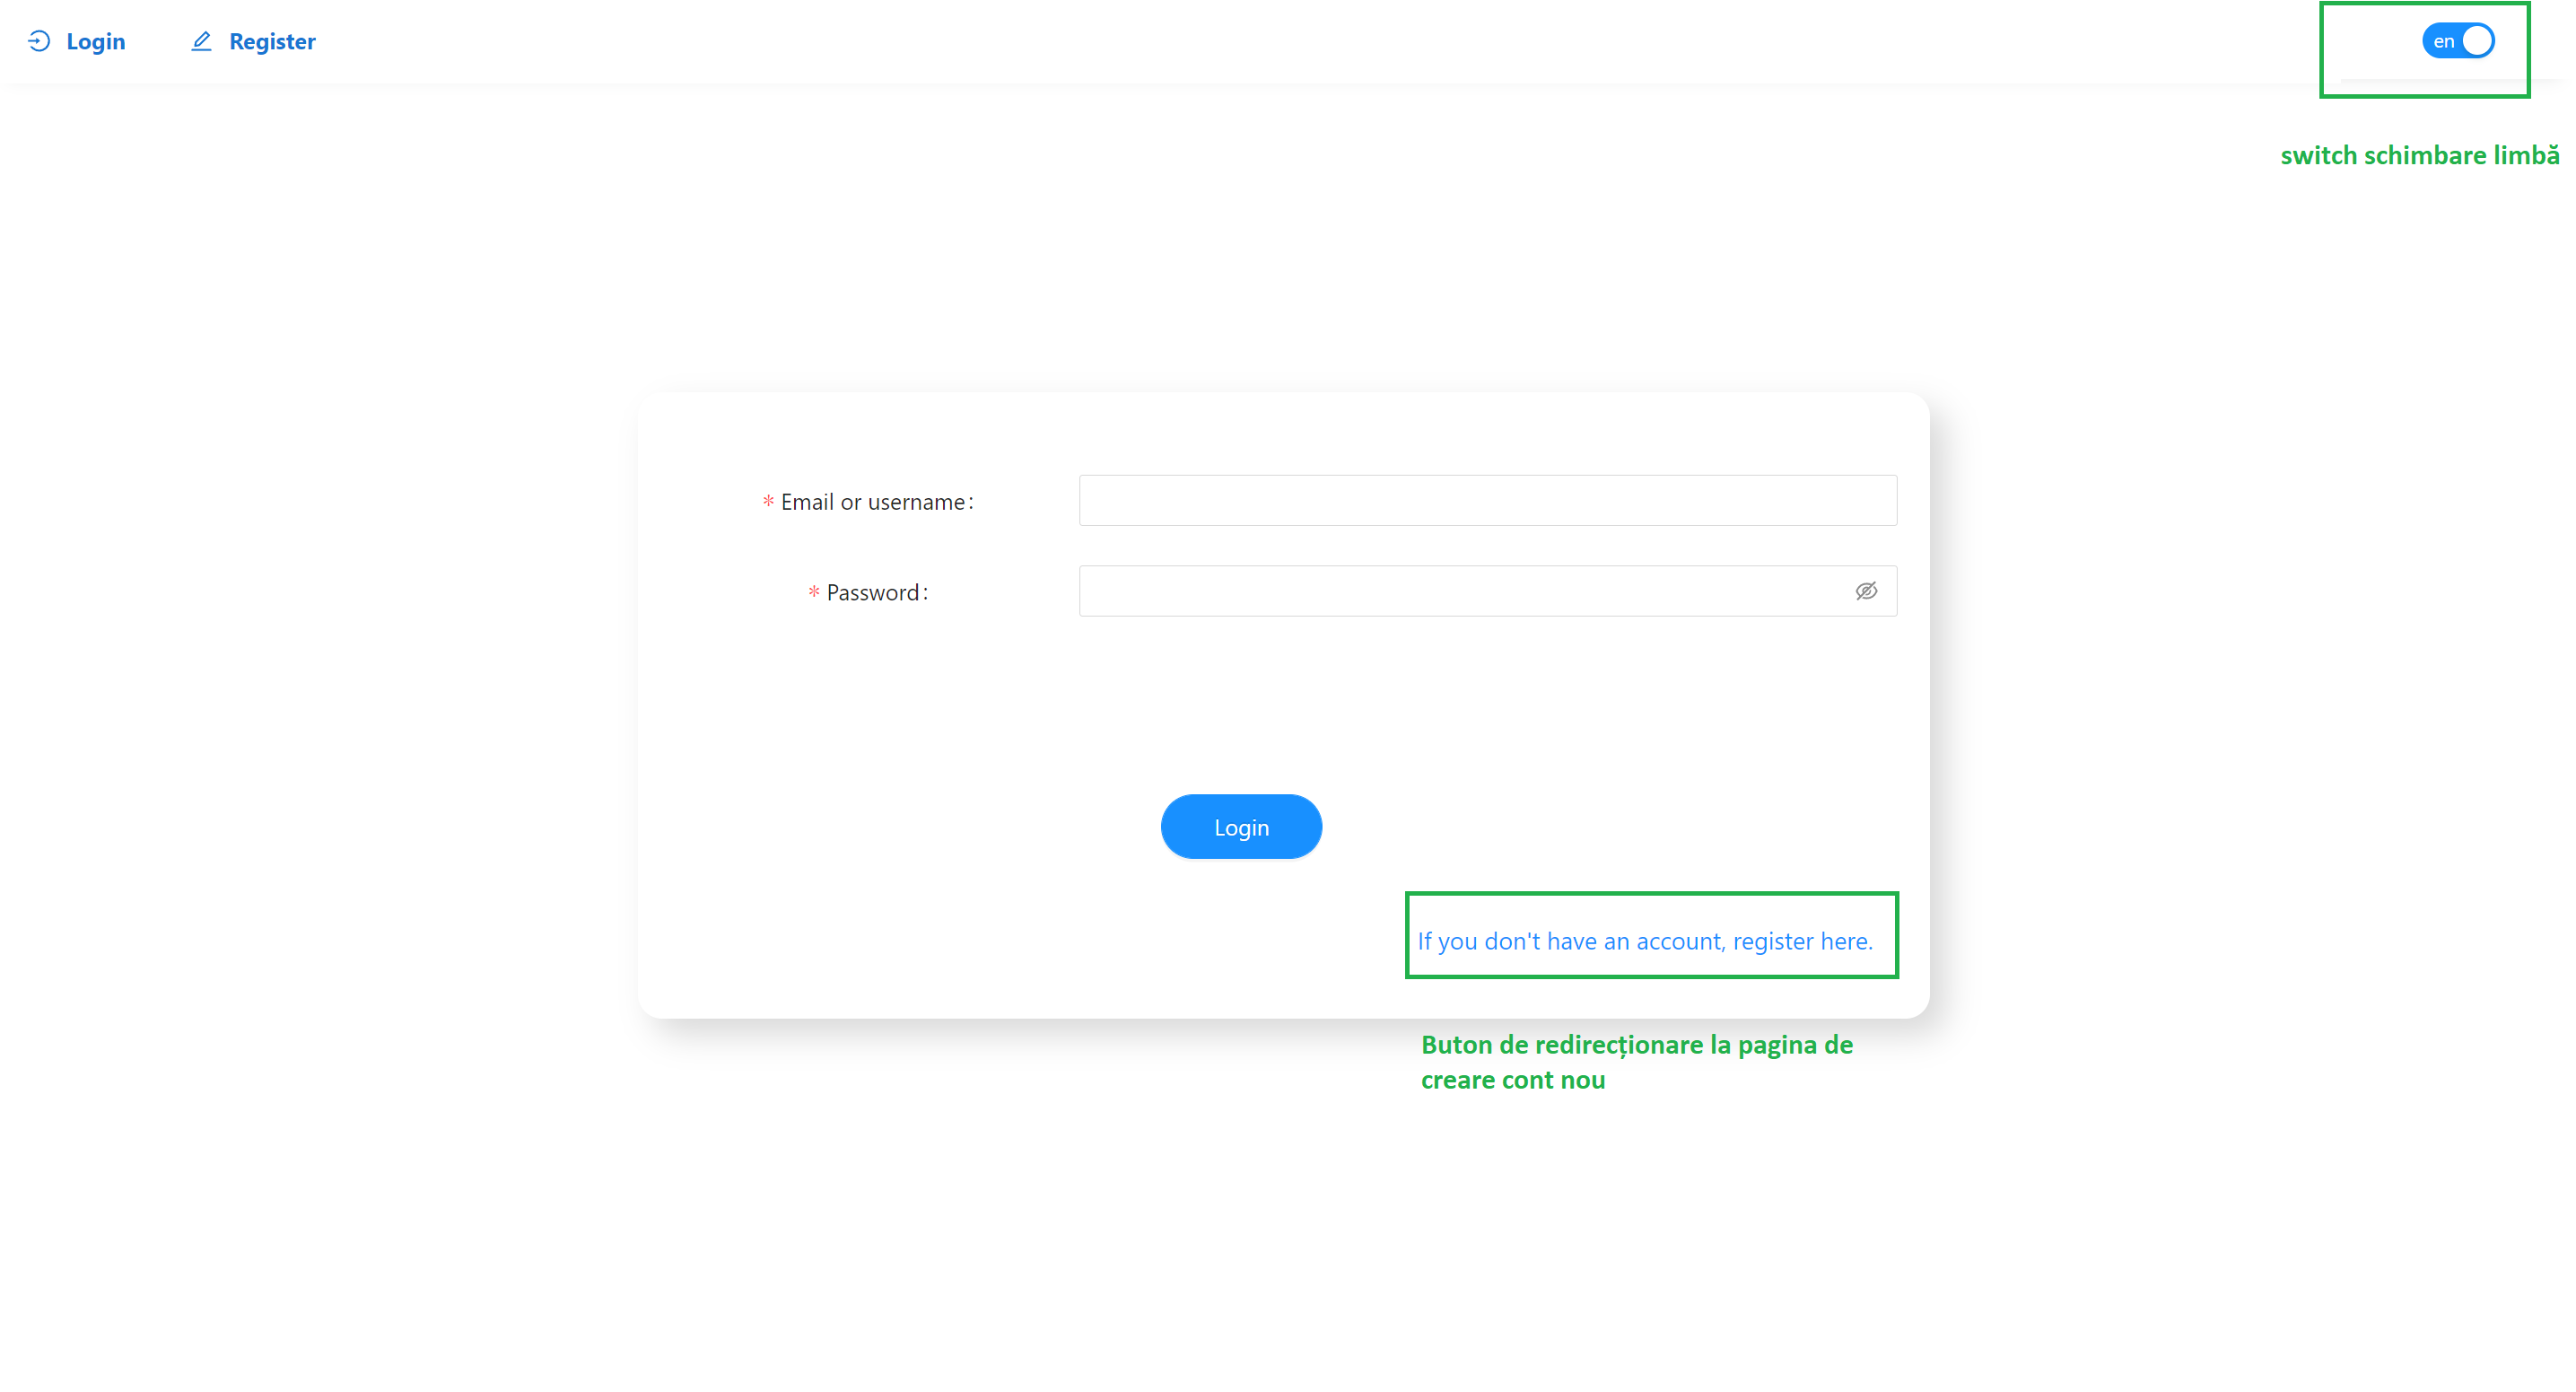 Login
Register
en
switch schimbare limbă
* Email or username:
* Password:
Login
If you don't have an account, register here.
Buton de redirecționare la pagina de
creare cont nou